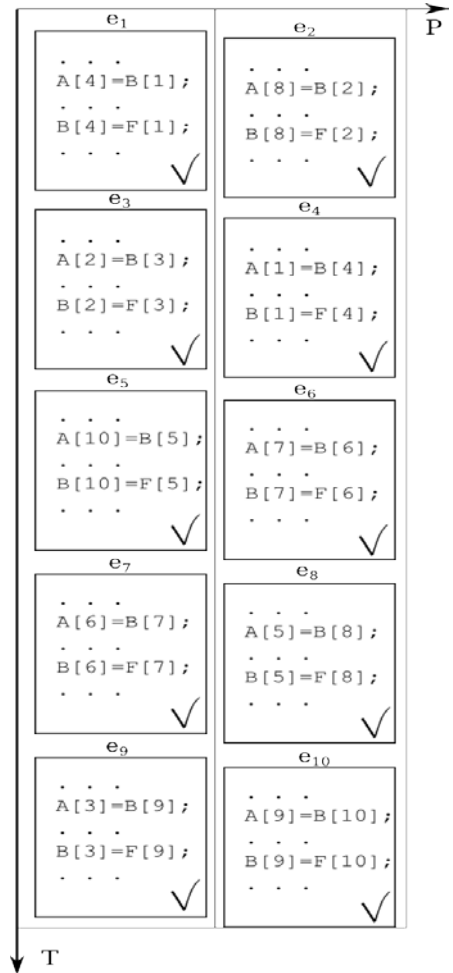 P
e1
. . .
A[4]=B[1];
. . .
B[4]=F[1];
. . .
e2
. . .
A[8]=B[2];
. . .
B[8]=F[2];
. . .
e3
. . .
A[2]=B[3];
. . .
B[2]=F[3];
. . .
e4
. . .
A[1]=B[4];
. . .
B[1]=F[4];
. . .
e5
. . .
A[10]=B[5];
. . .
B[10]=F[5];
. . .
e6
. . .
A[7]=B[6];
. . .
B[7]=F[6];
. . .
e7
. . .
A[6]=B[7];
. . .
B[6]=F[7];
. . .
e8
. . .
A[5]=B[8];
. . .
B[5]=F[8];
. . .
e9
. . .
A[3]=B[9];
. . .
B[3]=F[9];
. . .
e10
. . .
A[9]=B[10];
. . .
B[9]=F[10];
. . .
T